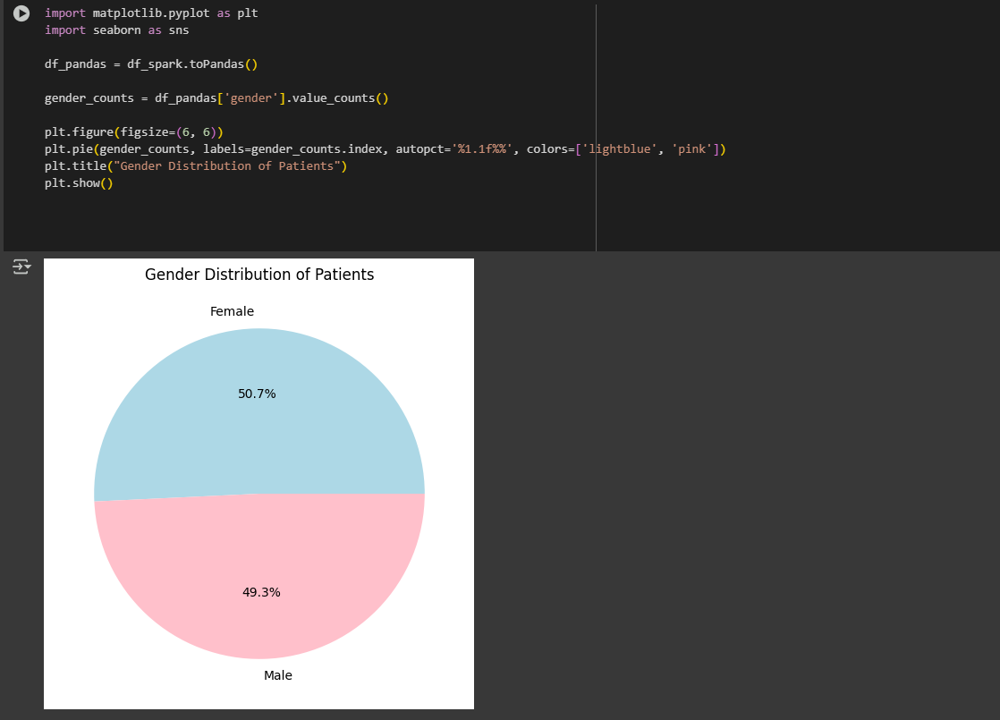 import matplotlib.pyplot as plt
import seaborn as sns
df_pandas = df_spark.toPandas()
gender_counts = df_pandas['gender'].value_counts()
plt.figure(figsize=(6, 6))
plt.pie(gender_counts, labels=gender_counts.index, autopct='%1.1f%%', colors=['lightblue', 'pink'])
plt.title("Gender Distribution of Patients")
plt.show()
Gender Distribution of Patients
Female
50.7%
49.3%
Male